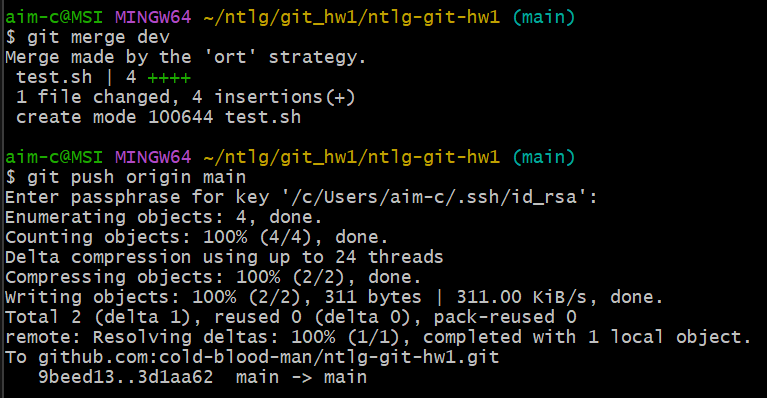 aim-c@MSI MINGW64 ~/ntlg/git_hw1/ntlg-git-hw1 (main)
$ git merge dev
Merge made by the 'ort' strategy.
 test.sh | 4 ++++
 1 file changed, 4 insertions(+)
 create mode 100644 test.sh

aim-c@MSI MINGW64 ~/ntlg/git_hw1/ntlg-git-hw1 (main)
$ git push origin main
Enter passphrase for key '/c/Users/aim-c/.ssh/id_rsa':
Enumerating objects: 4, done.
Counting objects: 100% (4/4), done.
Delta compression using up to 24 threads
Compressing objects: 100% (2/2), done.
Writing objects: 100% (2/2), 311 bytes | 311.00 KiB/s, done.
Total 2 (delta 1), reused 0 (delta 0), pack-reused 0
remote: Resolving deltas: 100% (1/1), completed with 1 local object.
To github.com:cold-blood-man/ntlg-git-hw1.git
   9beed13..3d1aa62  main -> main